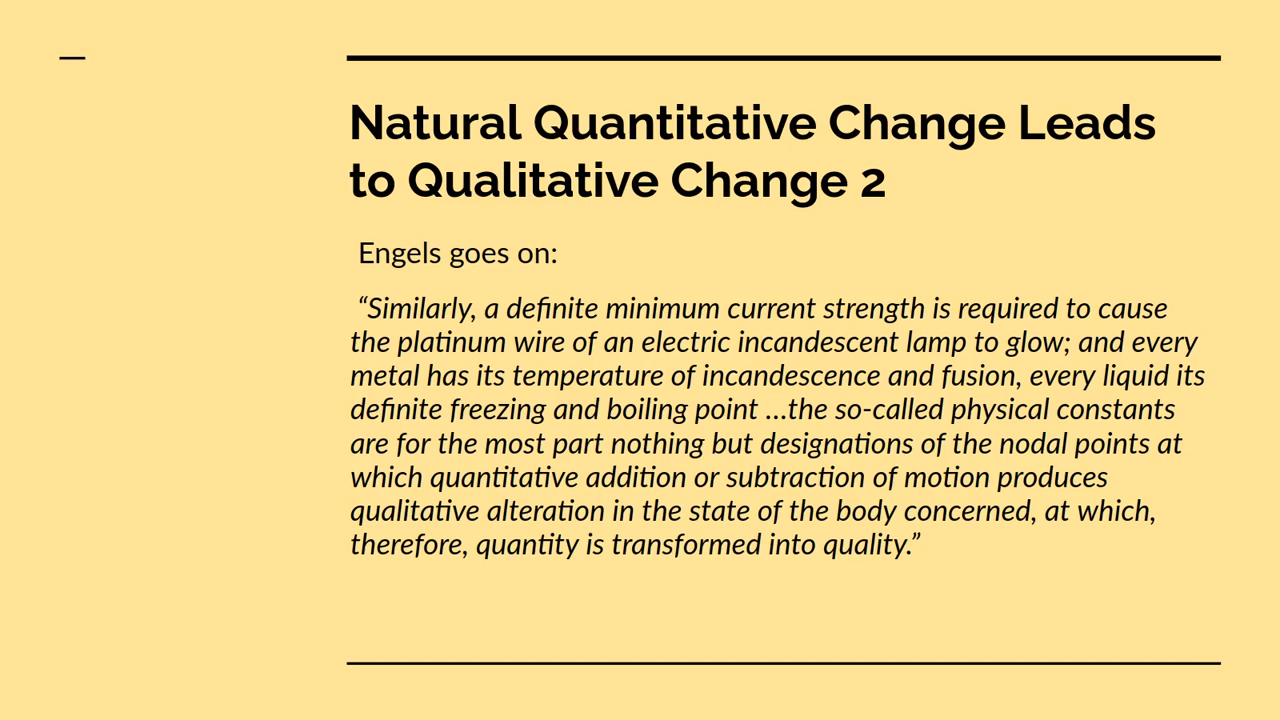 Natural Quantitative Change Leads
to Qualitative Change 2
Engels goes on:
“Similarly, a definite minimum current strength is required to cause
the platinum wire of an electric incandescent lamp to glow; and every
metal has its temperature of incandescence and fusion, every liquid its
definite freezing and boiling point …the so-called physical constants
are for the most part nothing but designations of the nodal points at
which quantitative addition or subtraction of motion produces
qualitative alteration in the state of the body concerned, at which,
therefore, quantity is transformed into quality.”